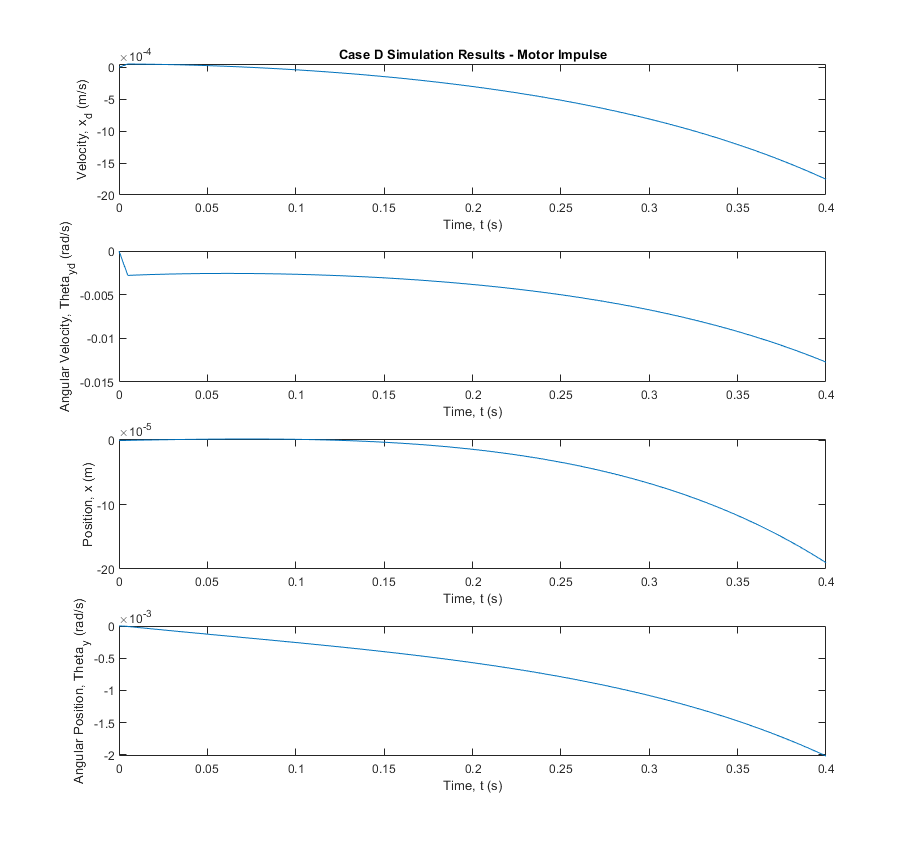 Case D Simulation Results - Motor Impulse
×10-4
Velocity, xd (m/s)
0
-5
-10
-15
-20
0 0.05 0.1 0.15 0.2 0.25 0.3 0.35 0.4
Time, t (s)
Angular Velocity, Thetayd (rad/s)
0
-0.005
-0.01
-0.015
0 0.05 0.1 0.15 0.2 0.25 0.3 0.35 0.4
Time, t (s)
×10-5
Position, x (m)
0
-10
-20
0 0.05 0.1 0.15 0.2 0.25 0.3 0.35 0.4
Time, t (s)
×10-3
Angular Position, Thetay (rad/s)
0
-0.5
-1
-1.5
-2
0 0.05 0.1 0.15 0.2 0.25 0.3 0.35 0.4
Time, t (s)